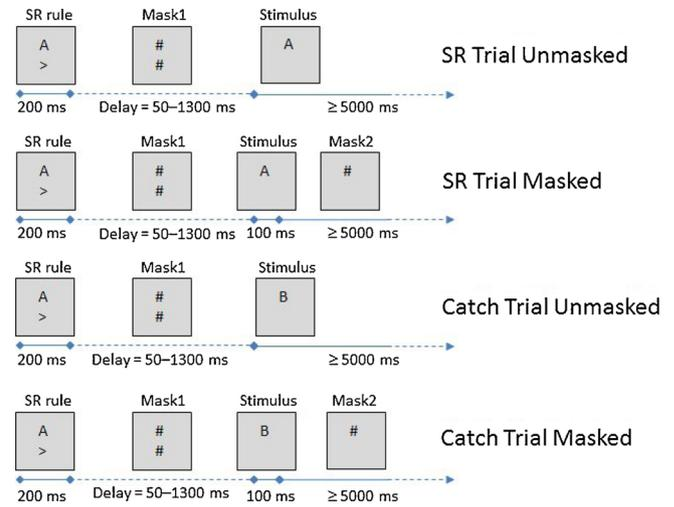 SR rule Mask1 Stimulus
A # A
> #
SR Trial Unmasked
200 ms Delay = 50–1300 ms ≥ 5000 ms
SR rule Mask1 Stimulus Mask2
A # A #
> #
SR Trial Masked
200 ms Delay = 50–1300 ms 100 ms ≥ 5000 ms
SR rule Mask1 Stimulus
A # B
> #
Catch Trial Unmasked
200 ms Delay = 50–1300 ms ≥ 5000 ms
SR rule Mask1 Stimulus Mask2
A # B #
> #
Catch Trial Masked
200 ms Delay = 50–1300 ms 100 ms ≥ 5000 ms